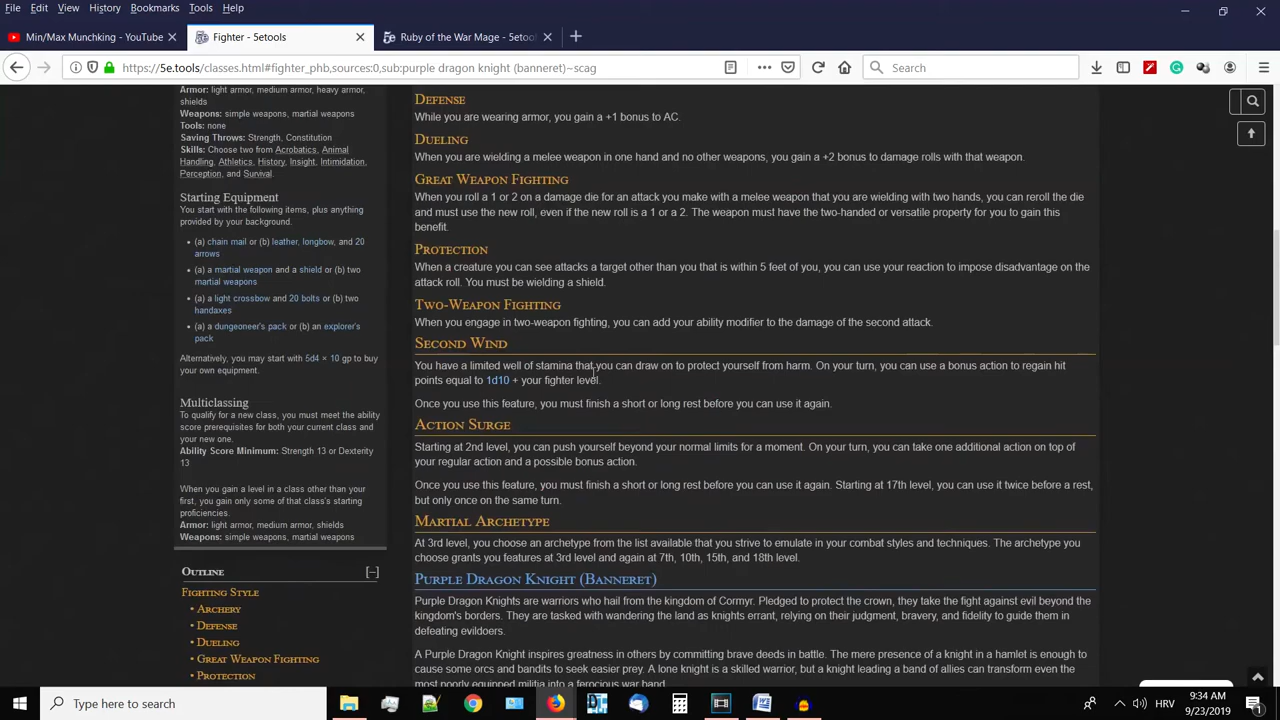 File Edit View History Bookmarks Tools Help
Min/Max Munchking - YouTube
Fighter - 5etools
Ruby of the War Mage - 5etool
https://5e.tools/classes.html#fighter_phb,sources:0,sub:purple dragon knight (banneret)~scag
Search
Armor: light armor, medium armor, heavy armor,
shields
Weapons: simple weapons, martial weapons
Tools: none
Saving Throws: Strength, Constitution
Skills: Choose two from Acrobatics, Animal
Handling, Athletics, History, Insight, Intimidation,
Perception, and Survival.
Starting Equipment
You start with the following items, plus anything
provided by your background.
• (a) chain mail or (b) leather, longbow, and 20
arrows
• (a) a martial weapon and a shield or (b) two
martial weapons
• (a) a light crossbow and 20 bolts or (b) two
handaxes
• (a) a dungeoneer's pack or (b) an explorer's
pack
Alternatively, you may start with 5d4 × 10 gp to buy
your own equipment.
Multiclassing
To qualify for a new class, you must meet the ability
score prerequisites for both your current class and
your new one.
Ability Score Minimum: Strength 13 or Dexterity
13
When you gain a level in a class other than your
first, you gain only some of that class's starting
proficiencies.
Armor: light armor, medium armor, shields
Weapons: simple weapons, martial weapons
Outline [–]
Fighting Style
• Archery
• Defense
• Dueling
• Great Weapon Fighting
• Protection
Defense
While you are wearing armor, you gain a +1 bonus to AC.
Dueling
When you are wielding a melee weapon in one hand and no other weapons, you gain a +2 bonus to damage rolls with that weapon.
Great Weapon Fighting
When you roll a 1 or 2 on a damage die for an attack you make with a melee weapon that you are wielding with two hands, you can reroll the die
and must use the new roll, even if the new roll is a 1 or a 2. The weapon must have the two-handed or versatile property for you to gain this
benefit.
Protection
When a creature you can see attacks a target other than you that is within 5 feet of you, you can use your reaction to impose disadvantage on the
attack roll. You must be wielding a shield.
Two-Weapon Fighting
When you engage in two-weapon fighting, you can add your ability modifier to the damage of the second attack.
Second Wind
You have a limited well of stamina that you can draw on to protect yourself from harm. On your turn, you can use a bonus action to regain hit
points equal to 1d10 + your fighter level.
Once you use this feature, you must finish a short or long rest before you can use it again.
Action Surge
Starting at 2nd level, you can push yourself beyond your normal limits for a moment. On your turn, you can take one additional action on top of
your regular action and a possible bonus action.
Once you use this feature, you must finish a short or long rest before you can use it again. Starting at 17th level, you can use it twice before a rest,
but only once on the same turn.
Martial Archetype
At 3rd level, you choose an archetype from the list available that you strive to emulate in your combat styles and techniques. The archetype you
choose grants you features at 3rd level and again at 7th, 10th, 15th, and 18th level.
Purple Dragon Knight (Banneret)
Purple Dragon Knights are warriors who hail from the kingdom of Cormyr. Pledged to protect the crown, they take the fight against evil beyond the
kingdom's borders. They are tasked with wandering the land as knights errant, relying on their judgment, bravery, and fidelity to guide them in
defeating evildoers.
A Purple Dragon Knight inspires greatness in others by committing brave deeds in battle. The mere presence of a knight in a hamlet is enough to
cause some orcs and bandits to seek easier prey. A lone knight is a skilled warrior, but a knight leading a band of allies can transform even the
most poorly equipped militia into a ferocious war band.
Type here to search
HRV
9:34 AM
9/23/2019